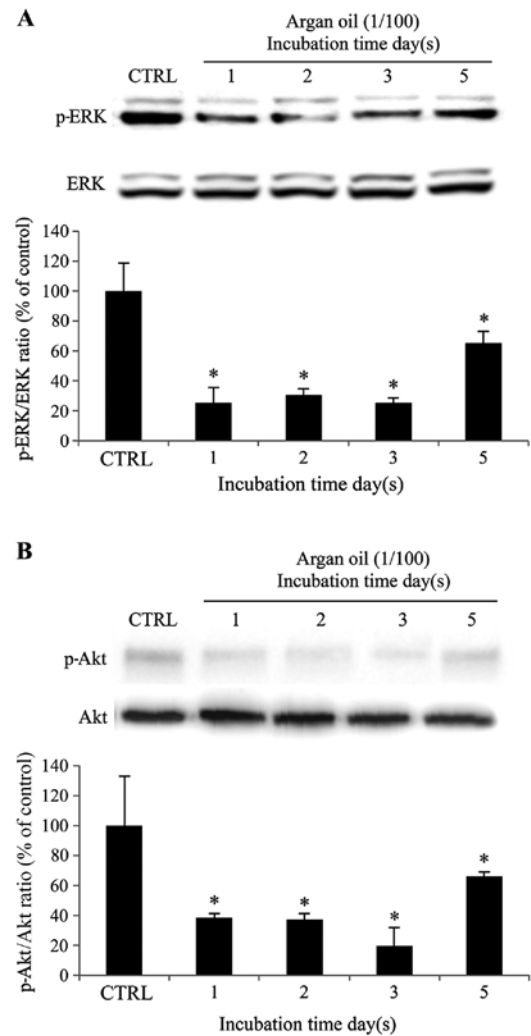 A
Argan oil (1/100)
Incubation time day(s)
CTRL 1 2 3 5
p-ERK
ERK
p-ERK/ERK ratio (% of control)
140
120
100
80
60
40
20
0
* * * *
CTRL 1 2 3 5
Incubation time day(s)
B
Argan oil (1/100)
Incubation time day(s)
CTRL 1 2 3 5
p-Akt
Akt
p-Akt/Akt ratio (% of control)
140
120
100
80
60
40
20
0
* * * *
CTRL 1 2 3 5
Incubation time day(s)